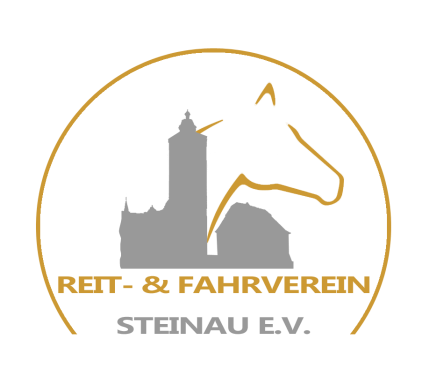 REIT- & FAHRVEREIN
STEINAU E.V.